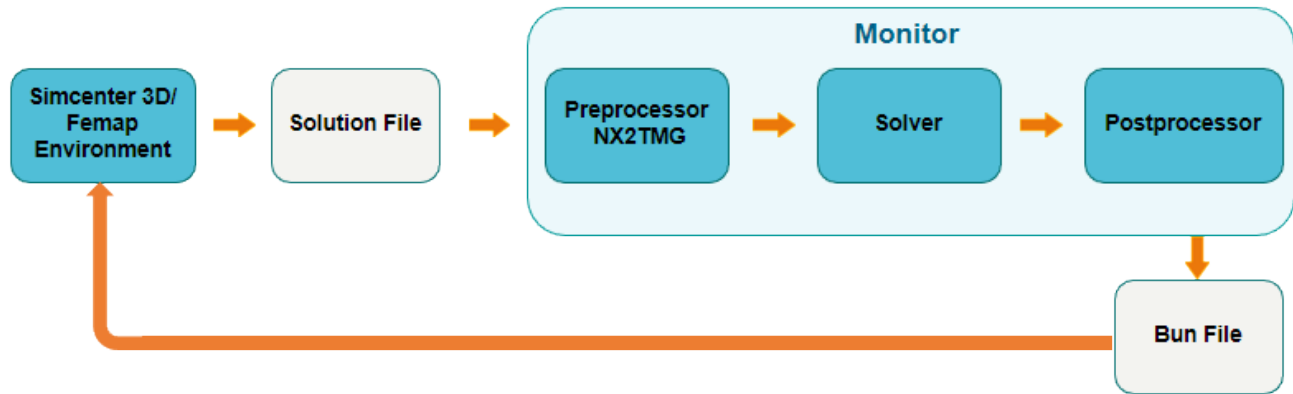 Monitor
Simcenter 3D/
Femap
Environment
Solution File
Preprocessor
NX2TMG
Solver
Postprocessor
Bun File